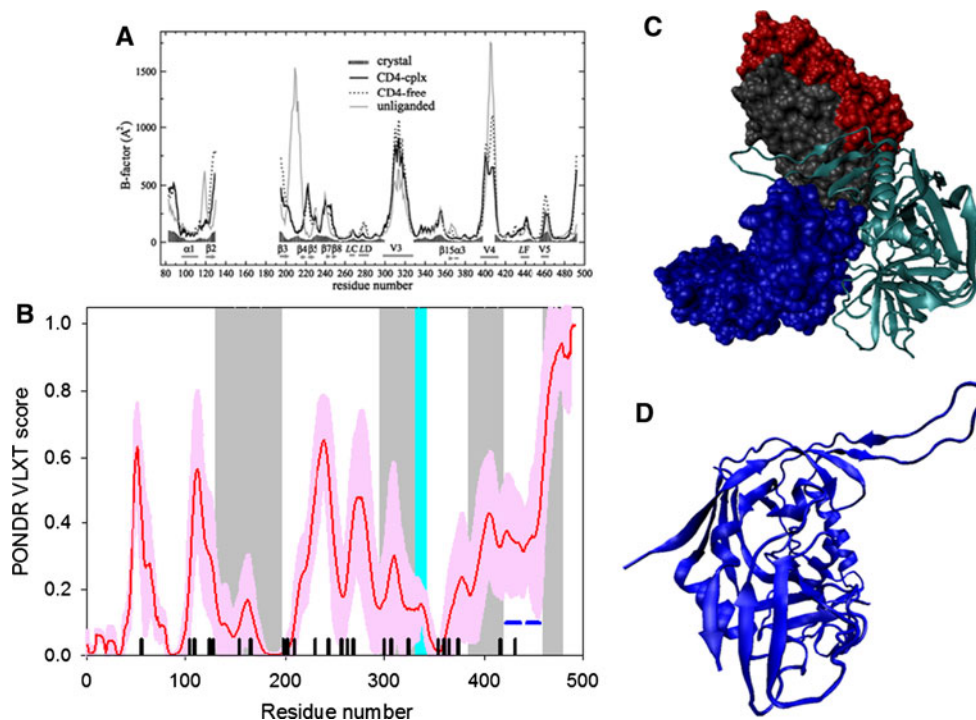 A
B-factor (Å²)
1500
1000
500
0
crystal
CD4-cplx
CD4-free
unliganded
α1 β2 β3 β4 β5 β7 β8 LC LD V3 β15 α3 V4 LF V5
80 100 120 140 160 180 200 220 240 260 280 300 320 340 360 380 400 420 440 460 480 500
residue number
B
PONDR VLXT score
1.0
0.8
0.6
0.4
0.2
0.0
0 100 200 300 400 500
Residue number
C
D